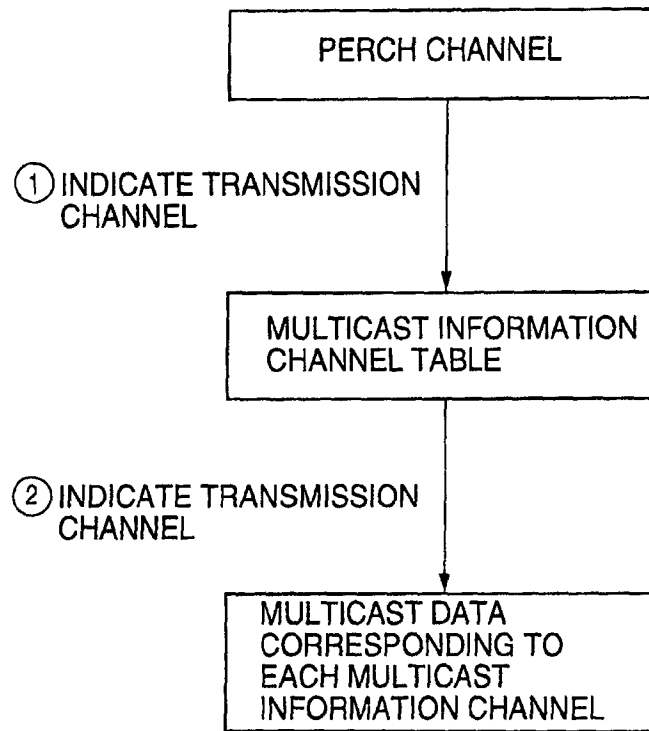 PERCH CHANNEL
① INDICATE TRANSMISSION
CHANNEL
MULTICAST INFORMATION
CHANNEL TABLE
② INDICATE TRANSMISSION
CHANNEL
MULTICAST DATA
CORRESPONDING TO
EACH MULTICAST
INFORMATION CHANNEL